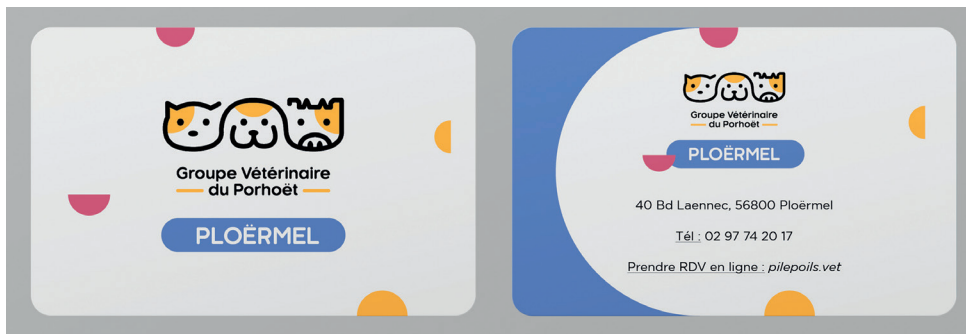 Groupe Vétérinaire
du Porhoët
PLOËRMEL
Groupe Vétérinaire
du Porhoët
PLOËRMEL
40 Bd Laennec, 56800 Ploërmel
Tél : 02 97 74 20 17
Prendre RDV en ligne : pilepoils.vet